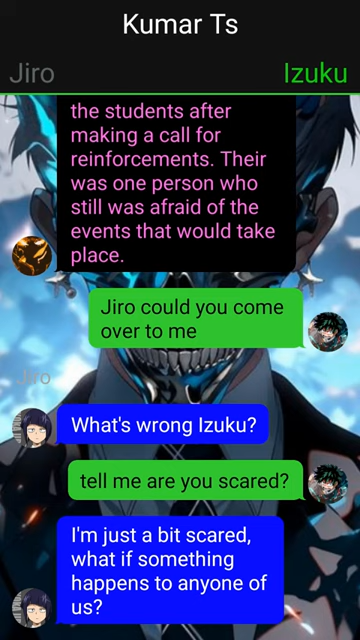 Kumar Ts
Jiro
Izuku
the students after
making a call for
reinforcements. Their
was one person who
still was afraid of the
events that would take
place.
Jiro could you come
over to me
Jiro
What's wrong Izuku?
tell me are you scared?
I'm just a bit scared,
what if something
happens to anyone of
us?